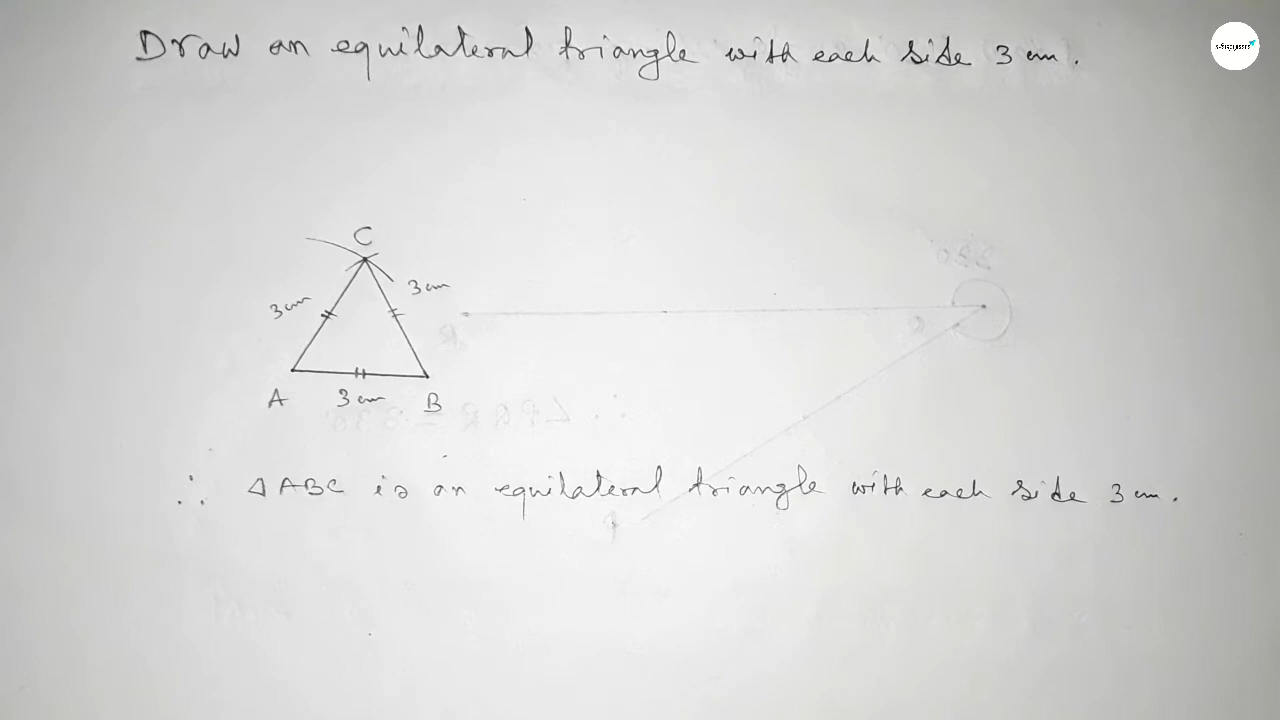 Draw an equilateral triangle with each side 3 cm.
C
3 cm
3 cm
A
3 cm
B
∴ △ABC is an equilateral triangle with each side 3 cm.